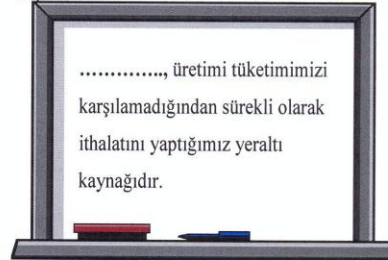 ………….., üretimi tüketimimizi
karşılamadığından sürekli olarak
ithalatını yaptığımız yeraltı
kaynağıdır.